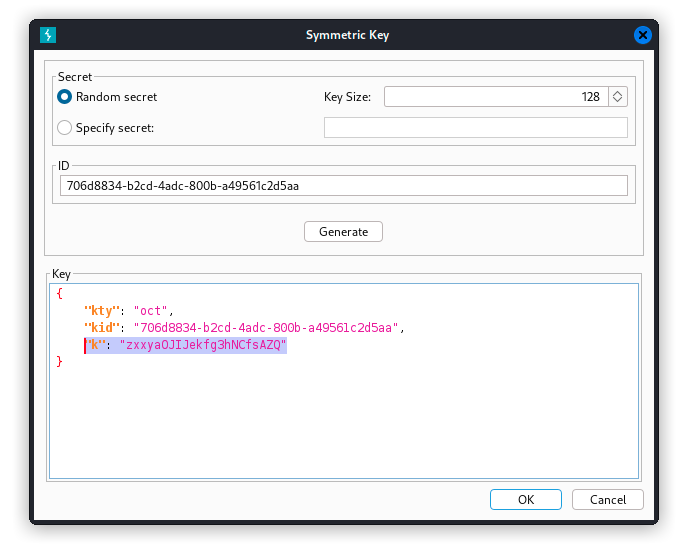 Symmetric Key
Secret
Random secret
Key Size: 128
Specify secret:
ID
706d8834-b2cd-4adc-800b-a49561c2d5aa
Generate
Key
{
"kty": "oct",
"kid": "706d8834-b2cd-4adc-800b-a49561c2d5aa",
"k": "zxxyaOJIJekfg3hNCfsAZQ"
}
OK Cancel